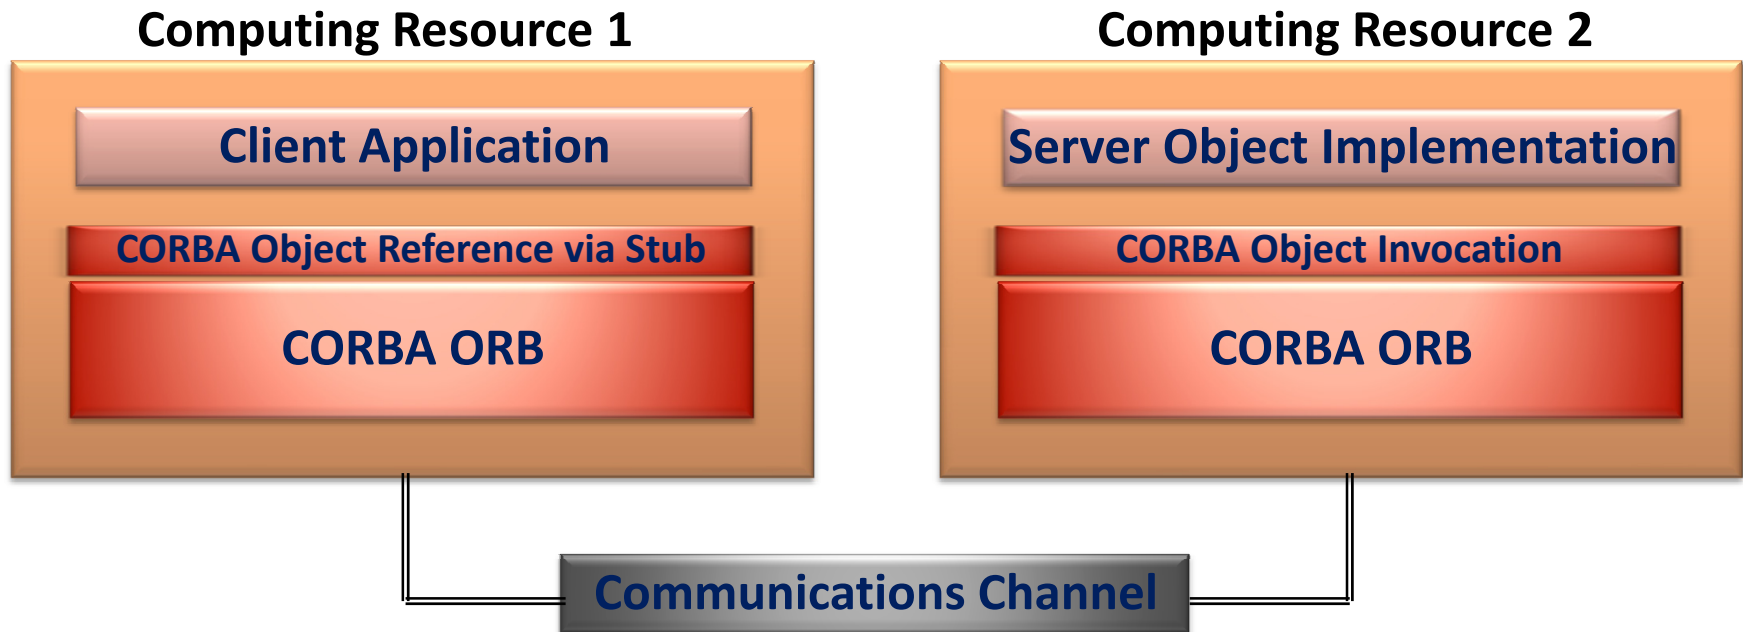 Computing Resource 1
Computing Resource 2
Client Application
Server Object Implementation
CORBA Object Reference via Stub
CORBA Object Invocation
CORBA ORB
CORBA ORB
Communications Channel